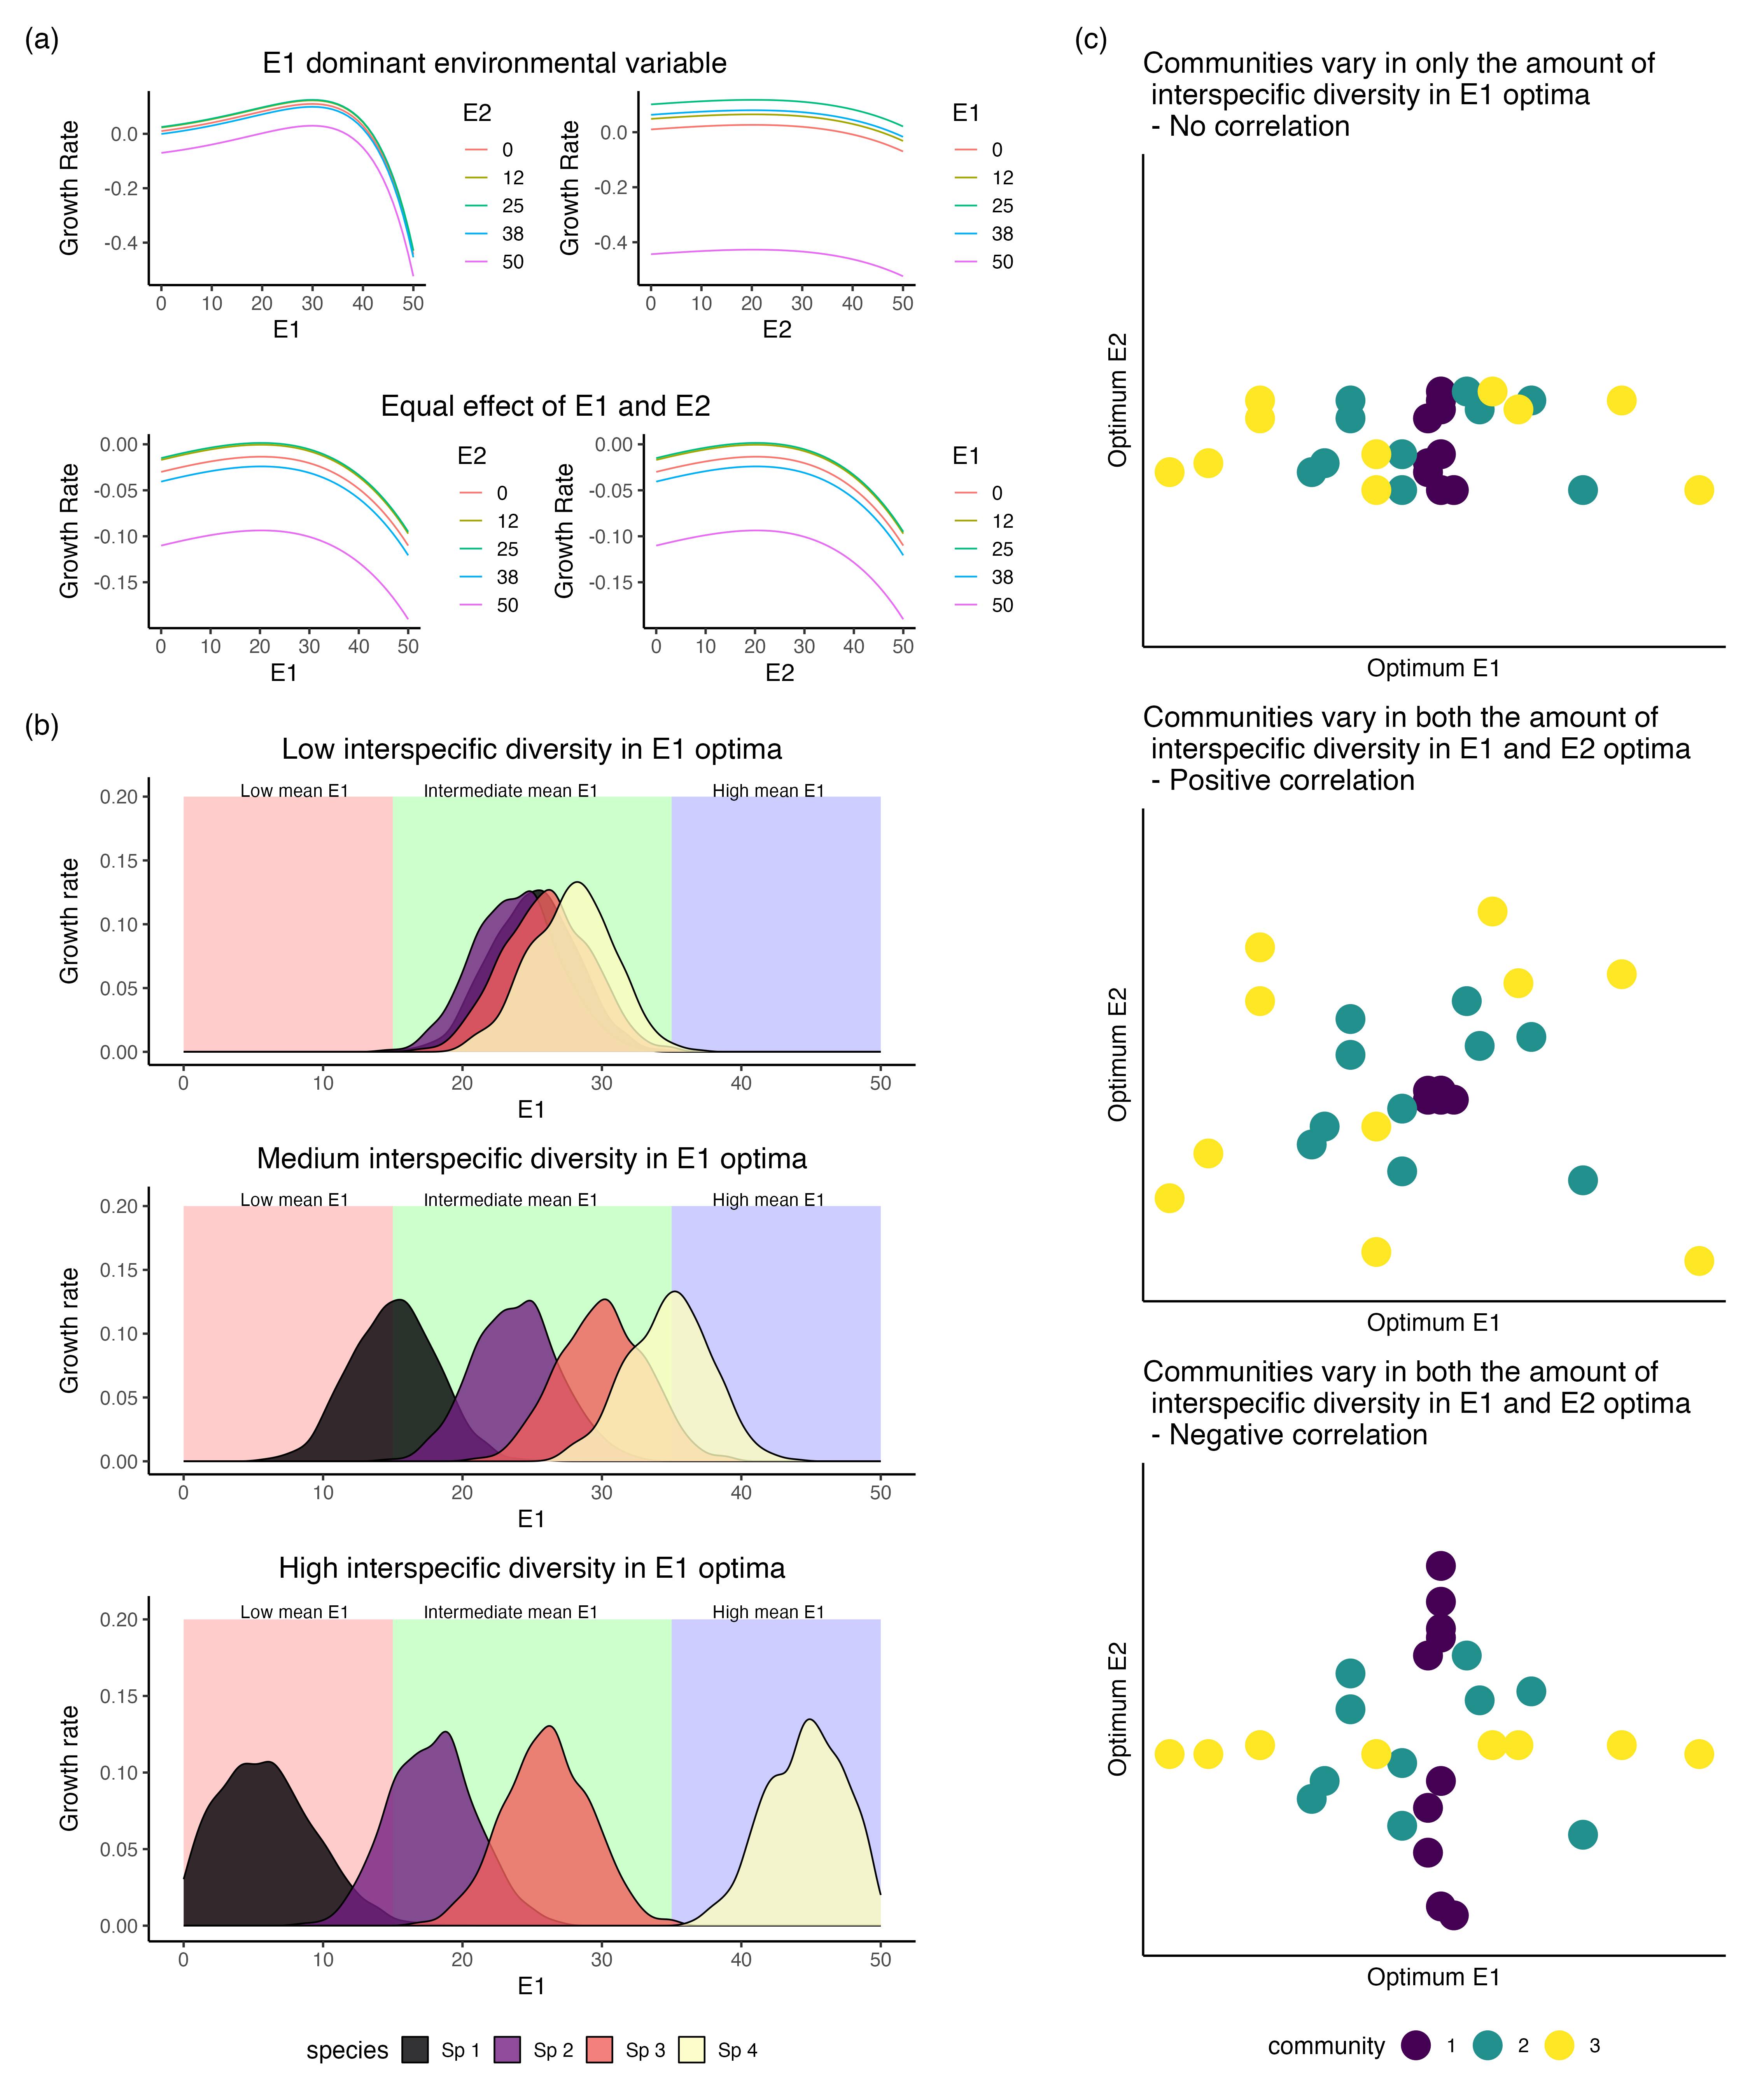 (a)
E1 dominant environmental variable
Growth Rate
0.0
-0.2
-0.4
0 10 20 30 40 50
E1
E2
0
12
25
38
50
Growth Rate
0.0
-0.2
-0.4
0 10 20 30 40 50
E2
E1
0
12
25
38
50
Equal effect of E1 and E2
Growth Rate
0.00
-0.05
-0.10
-0.15
0 10 20 30 40 50
E1
E2
0
12
25
38
50
Growth Rate
0.00
-0.05
-0.10
-0.15
0 10 20 30 40 50
E2
E1
0
12
25
38
50
(b)
Low interspecific diversity in E1 optima
Low mean E1 Intermediate mean E1 High mean E1
Growth rate
0.20
0.15
0.10
0.05
0.00
0 10 20 30 40 50
E1
Medium interspecific diversity in E1 optima
Low mean E1 Intermediate mean E1 High mean E1
Growth rate
0.20
0.15
0.10
0.05
0.00
0 10 20 30 40 50
E1
High interspecific diversity in E1 optima
Low mean E1 Intermediate mean E1 High mean E1
Growth rate
0.20
0.15
0.10
0.05
0.00
0 10 20 30 40 50
E1
species Sp 1 Sp 2 Sp 3 Sp 4
(c)
Communities vary in only the amount of
interspecific diversity in E1 optima
- No correlation
Optimum E2
Optimum E1
Communities vary in both the amount of
interspecific diversity in E1 and E2 optima
- Positive correlation
Optimum E2
Optimum E1
Communities vary in both the amount of
interspecific diversity in E1 and E2 optima
- Negative correlation
Optimum E2
Optimum E1
community 1 2 3